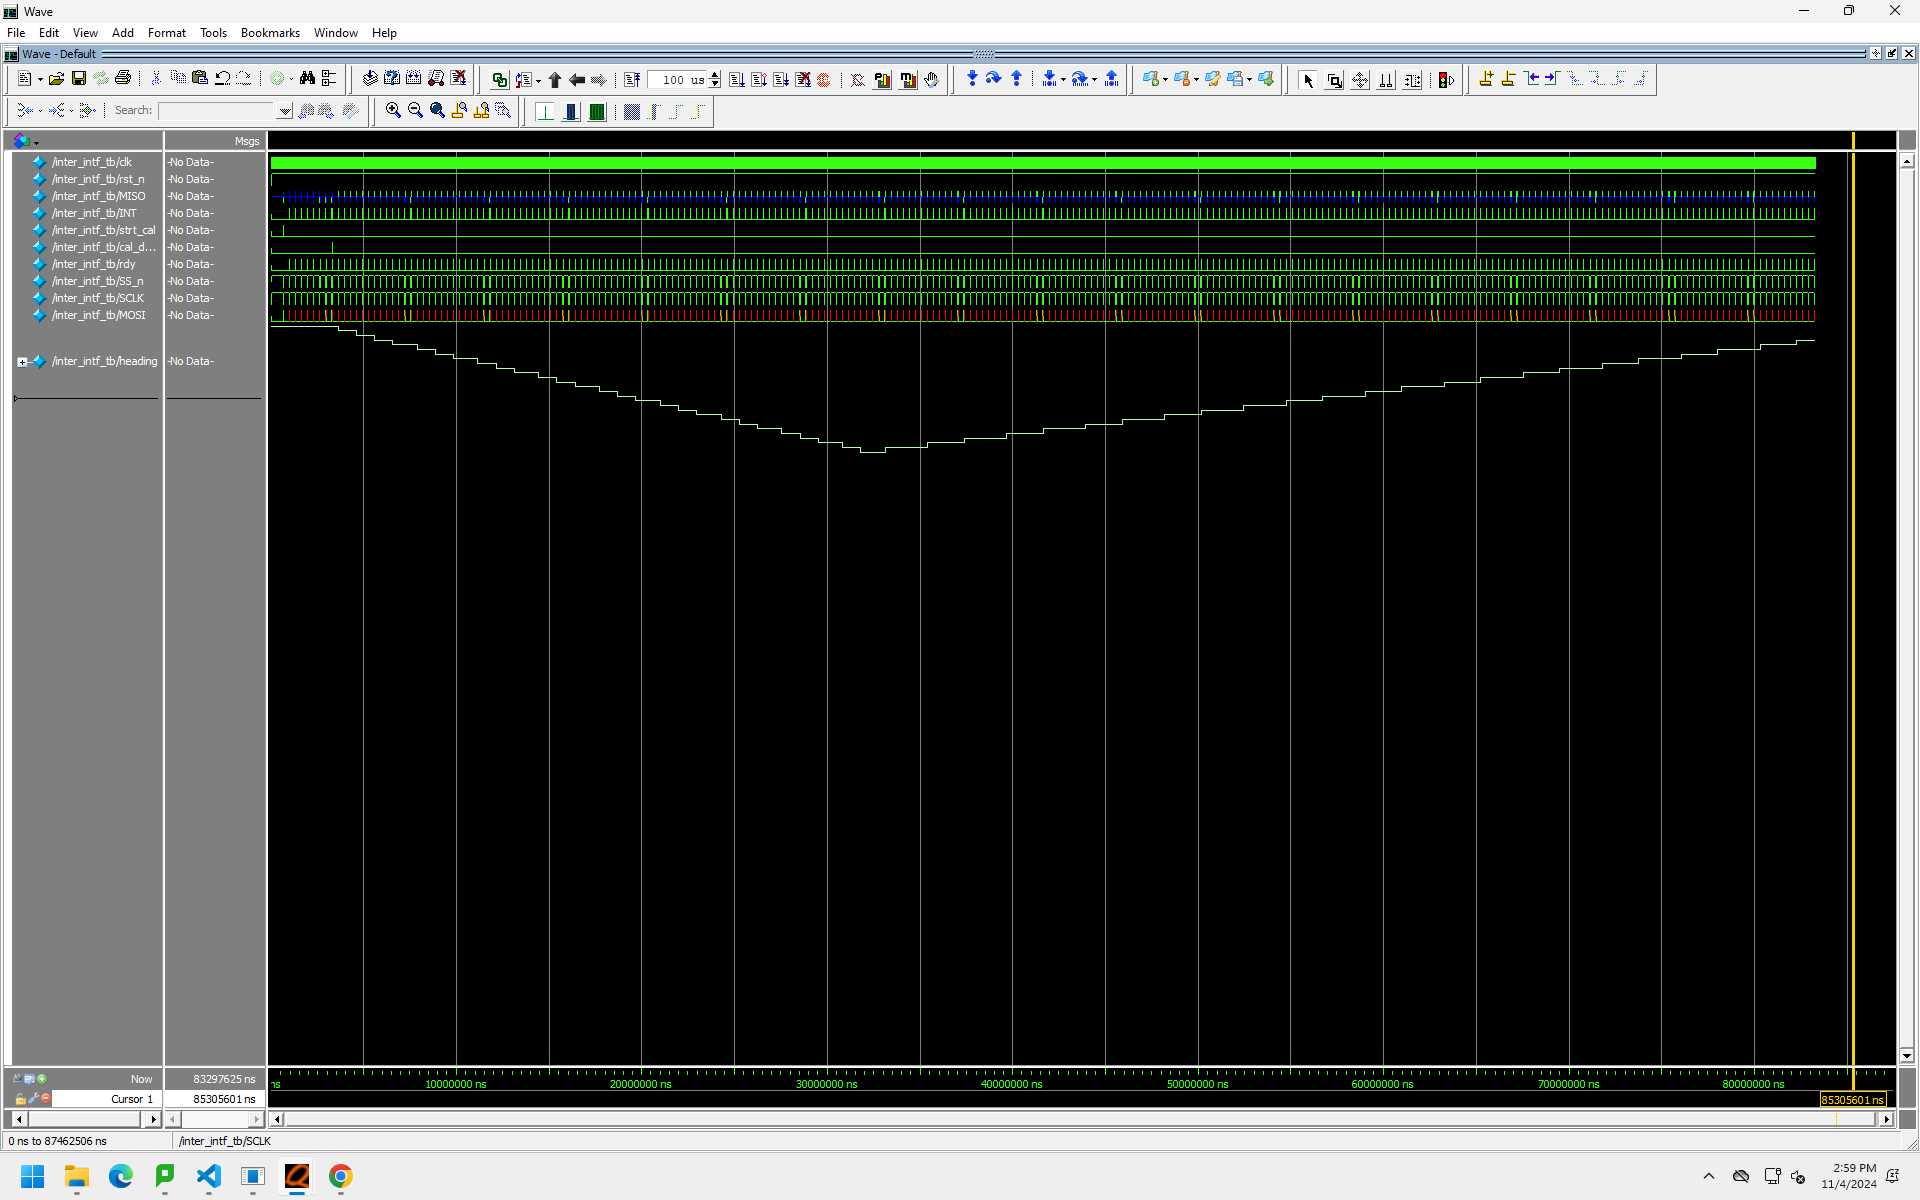 Wave
File Edit View Add Format Tools Bookmarks Window Help
Wave - Default
100 us
Search:
Msgs
/inter_intf_tb/clk -No Data-
/inter_intf_tb/rst_n -No Data-
/inter_intf_tb/MISO -No Data-
/inter_intf_tb/INT -No Data-
/inter_intf_tb/strt_cal -No Data-
/inter_intf_tb/cal_d... -No Data-
/inter_intf_tb/rdy -No Data-
/inter_intf_tb/SS_n -No Data-
/inter_intf_tb/SCLK -No Data-
/inter_intf_tb/MOSI -No Data-
/inter_intf_tb/heading -No Data-
Now 83297625 ns ns 10000000 ns 20000000 ns 30000000 ns 40000000 ns 50000000 ns 60000000 ns 70000000 ns 80000000 ns
Cursor 1 85305601 ns 85305601 ns
0 ns to 87462506 ns /inter_intf_tb/SCLK
2:59 PM
11/4/2024